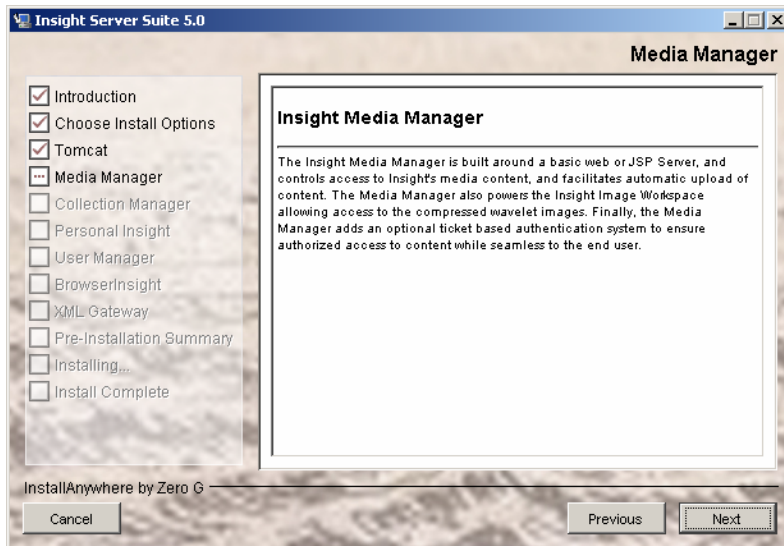 Insight Server Suite 5.0
Media Manager
Introduction
Choose Install Options
Tomcat
Media Manager
Collection Manager
Personal Insight
User Manager
BrowserInsight
XML Gateway
Pre-Installation Summary
Installing...
Install Complete
Insight Media Manager
The Insight Media Manager is built around a basic web or JSP Server, and
controls access to Insight's media content, and facilitates automatic upload of
content. The Media Manager also powers the Insight Image Workspace
allowing access to the compressed wavelet images. Finally, the Media
Manager adds an optional ticket based authentication system to ensure
authorized access to content while seamless to the end user.
InstallAnywhere by Zero G
Cancel
Previous
Next